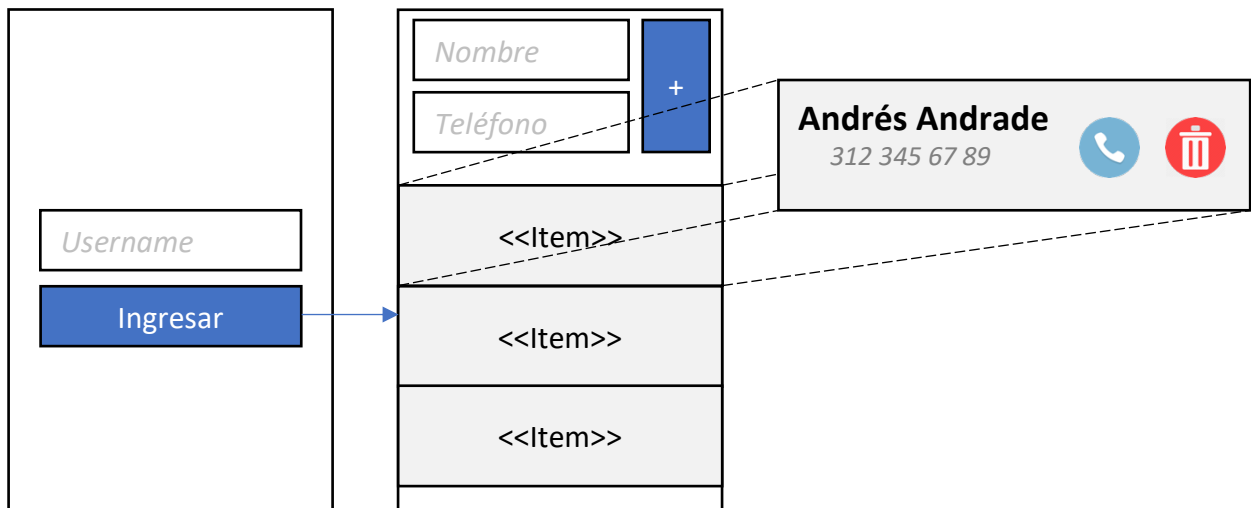 Username
Ingresar
Nombre
Teléfono
+
<<Item>>
<<Item>>
<<Item>>
Andrés Andrade
312 345 67 89